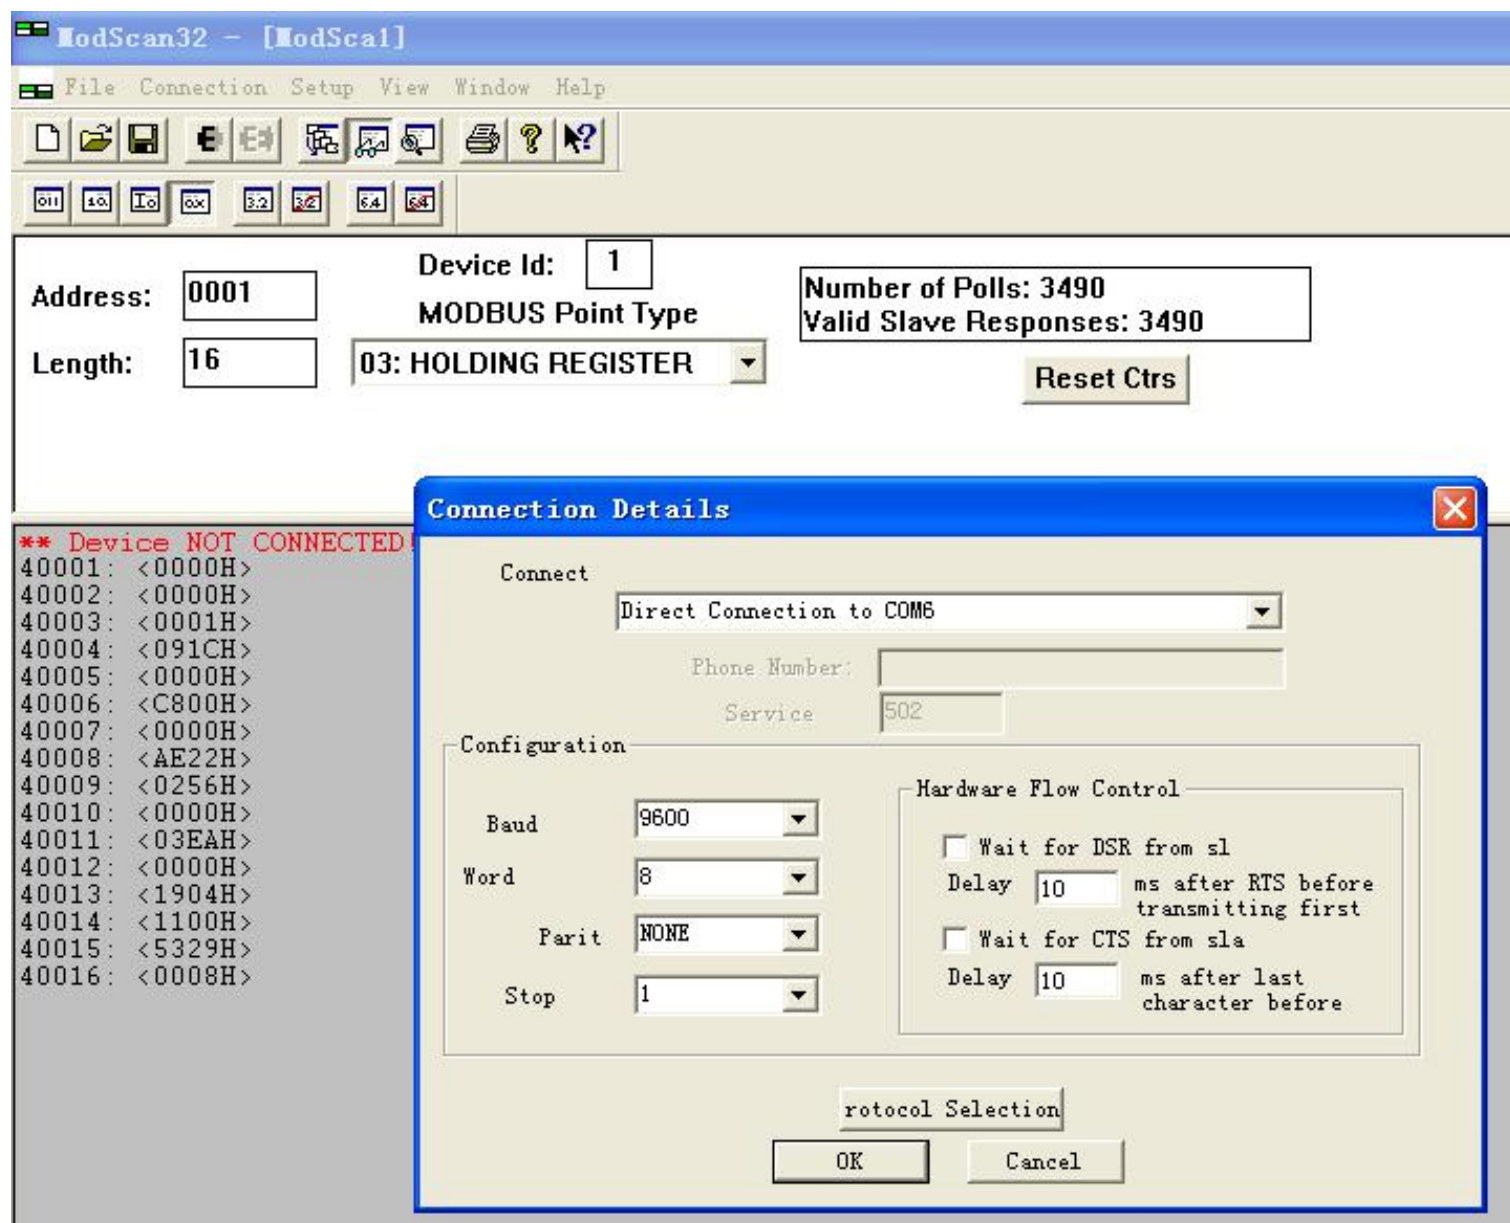 ModScan32 - [ModSca1]
File Connection Setup View Window Help
Address: 0001
Device Id: 1
MODBUS Point Type
Length: 16
03: HOLDING REGISTER
Number of Polls: 3490
Valid Slave Responses: 3490
Reset Ctrs
** Device NOT CONNECTED!
40001: <0000H>
40002: <0000H>
40003: <0001H>
40004: <091CH>
40005: <0000H>
40006: <C800H>
40007: <0000H>
40008: <AE22H>
40009: <0256H>
40010: <0000H>
40011: <03EAH>
40012: <0000H>
40013: <1904H>
40014: <1100H>
40015: <5329H>
40016: <0008H>
Connection Details
Connect
Direct Connection to COM6
Phone Number:
Service 502
Configuration
Baud 9600
Word 8
Parit NONE
Stop 1
Hardware Flow Control
Wait for DSR from sl
Delay 10 ms after RTS before
transmitting first
Wait for CTS from sla
Delay 10 ms after last
character before
rotocol Selection
OK Cancel